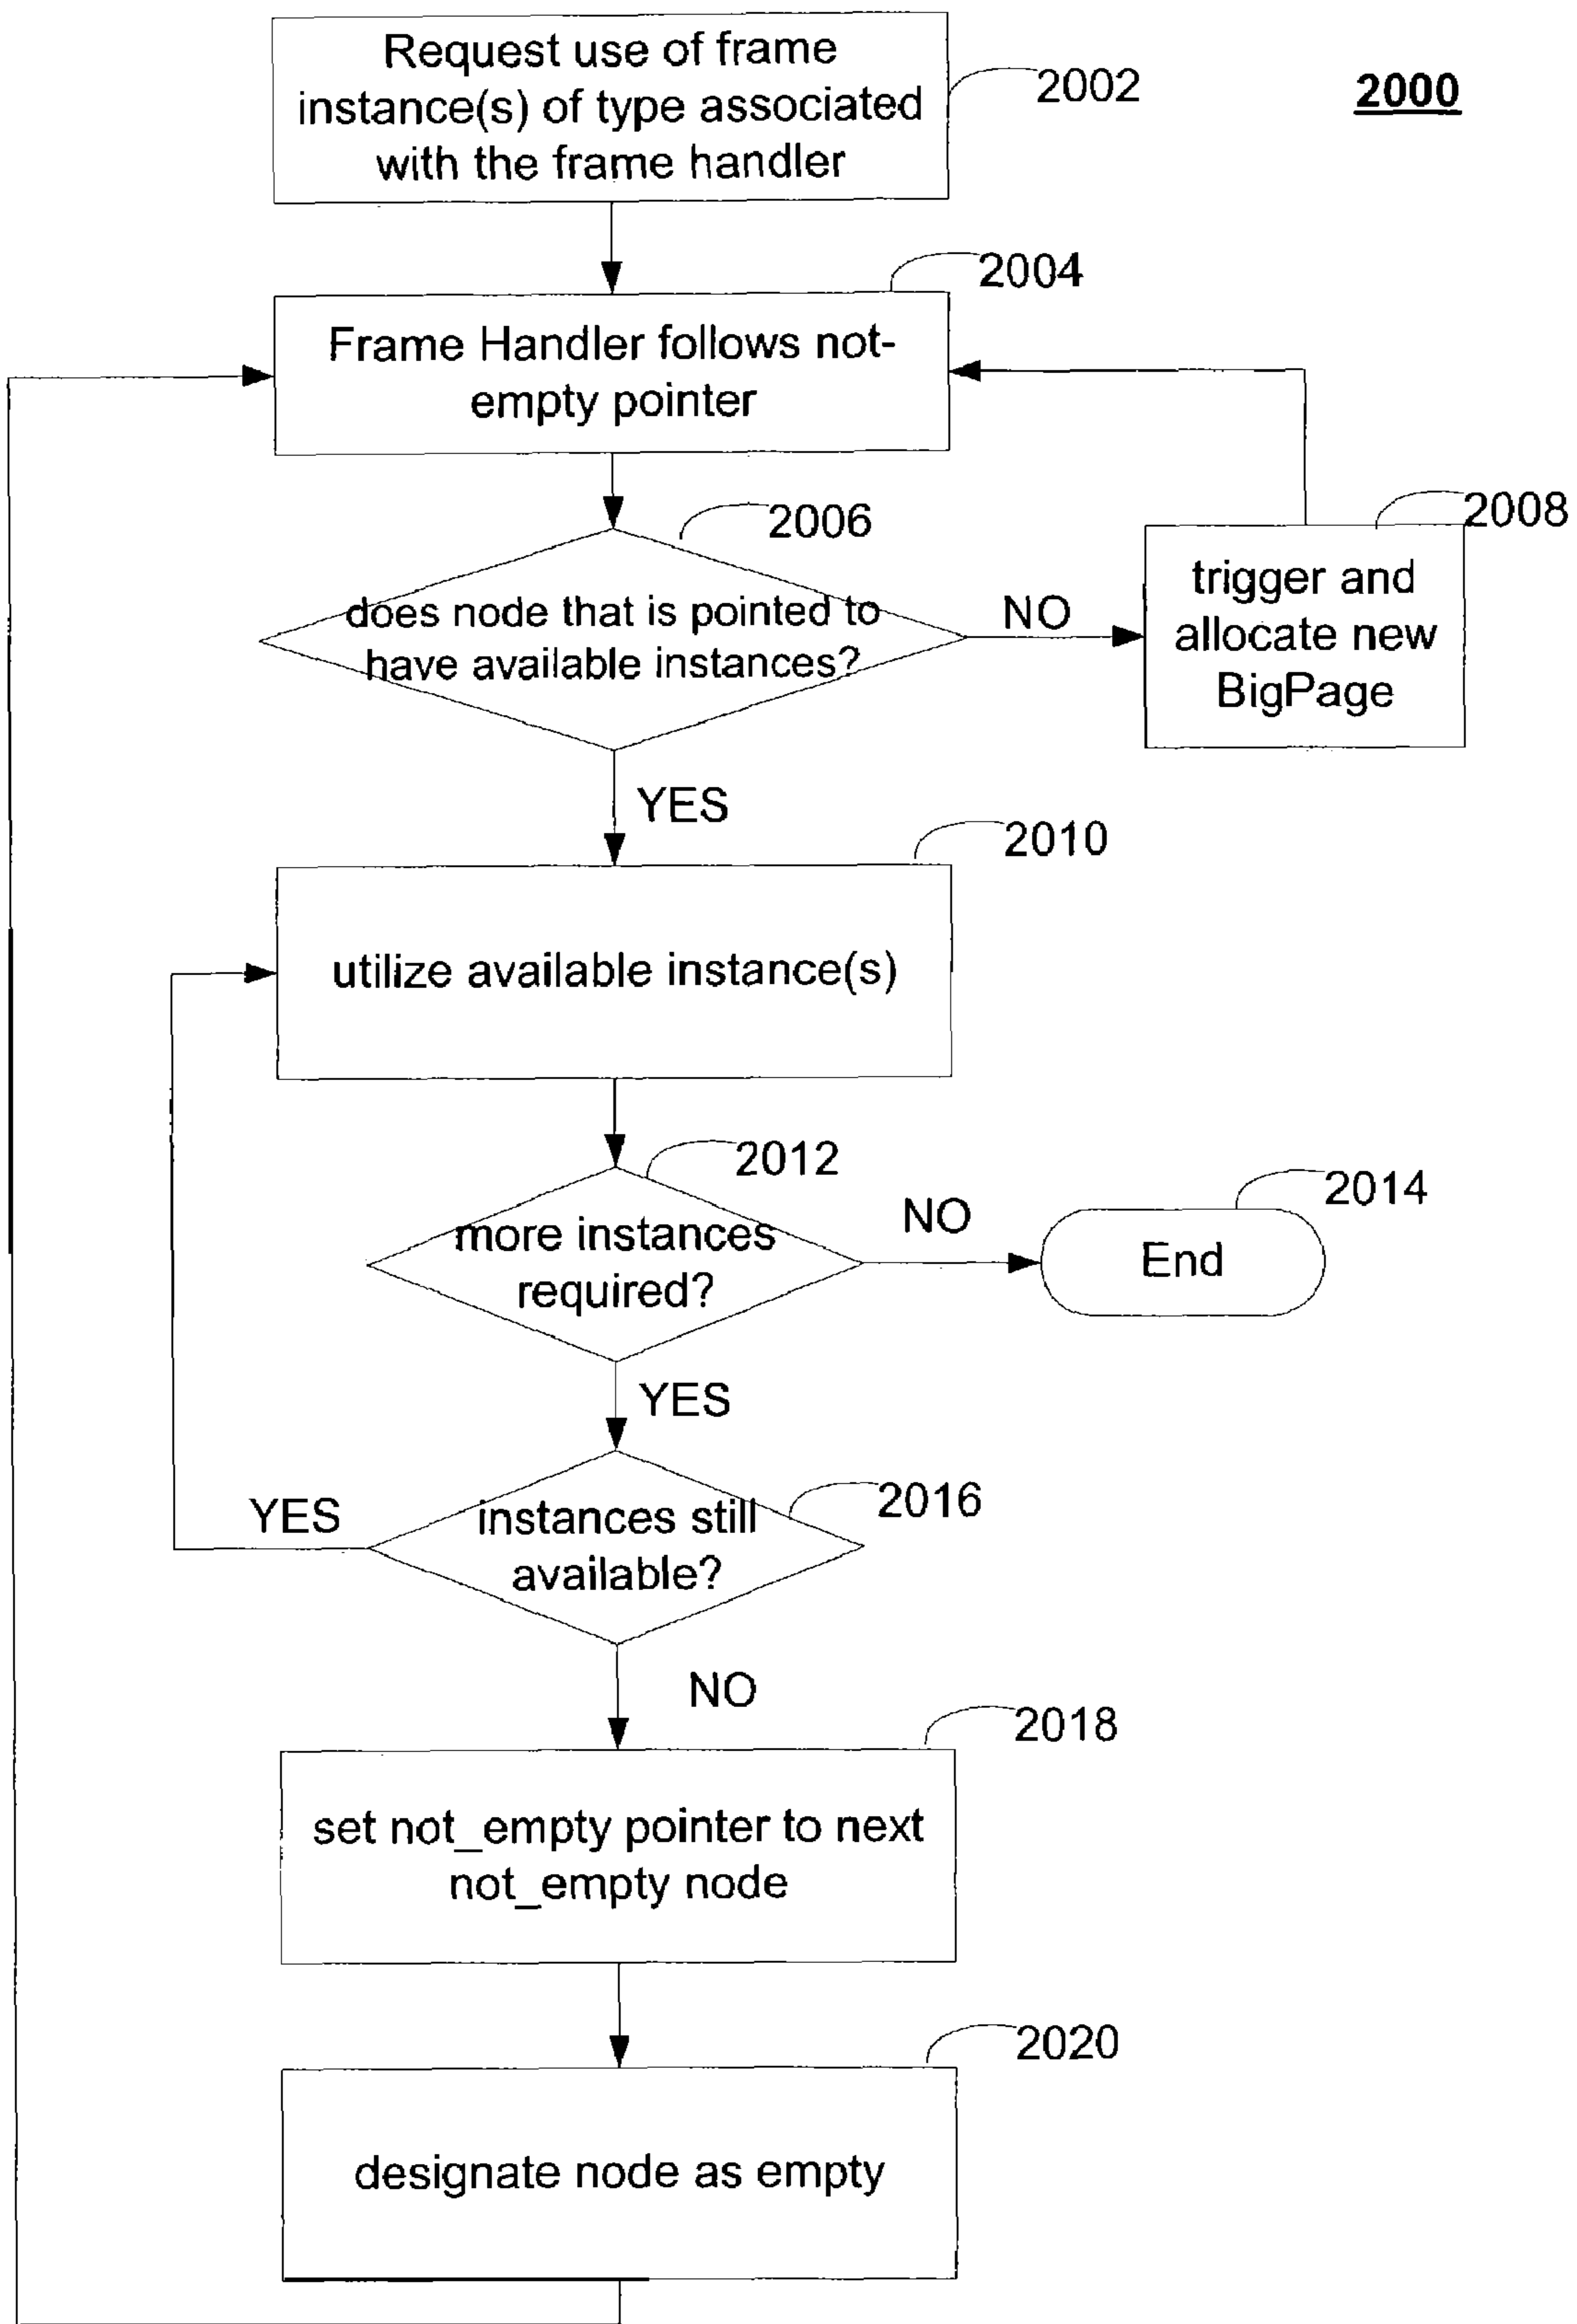 2000
Request use of frame
instance(s) of type associated
with the frame handler
2002
2004
Frame Handler follows not-
empty pointer
2006
does node that is pointed to
have available instances?
NO
2008
trigger and
allocate new
BigPage
YES
2010
utilize available instance(s)
2012
more instances
required?
NO
2014
End
YES
2016
instances still
available?
YES
NO
2018
set not_empty pointer to next
not_empty node
2020
designate node as empty